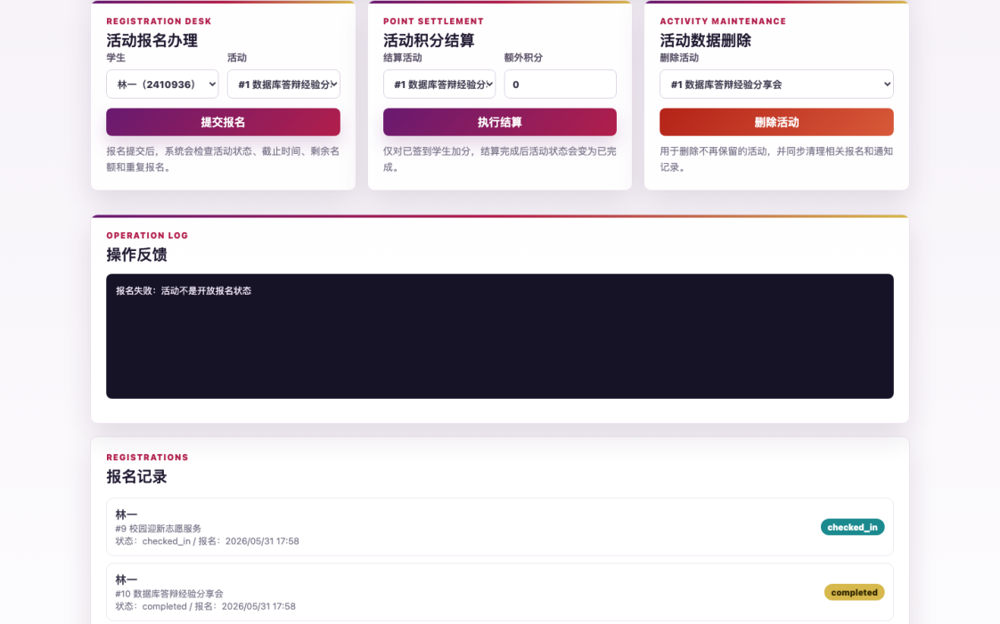 REGISTRATION DESK
活动报名办理
学生
活动
林一（2410936）
#1 数据库答辩经验分
提交报名
报名提交后，系统会检查活动状态、截止时间、剩余名
额和重复报名。
POINT SETTLEMENT
活动积分结算
结算活动
额外积分
#1 数据库答辩经验分
0
执行结算
仅对已签到学生加分，结算完成后活动状态会变为已完
成。
ACTIVITY MAINTENANCE
活动数据删除
删除活动
#1 数据库答辩经验分享会
删除活动
用于删除不再保留的活动，并同步清理相关报名和通知
记录。
OPERATION LOG
操作反馈
报名失败：活动不是开放报名状态
REGISTRATIONS
报名记录
林一
#9 校园迎新志愿服务
状态：checked_in / 报名：2026/05/31 17:58
checked_in
林一
#10 数据库答辩经验分享会
状态：completed / 报名：2026/05/31 17:58
completed